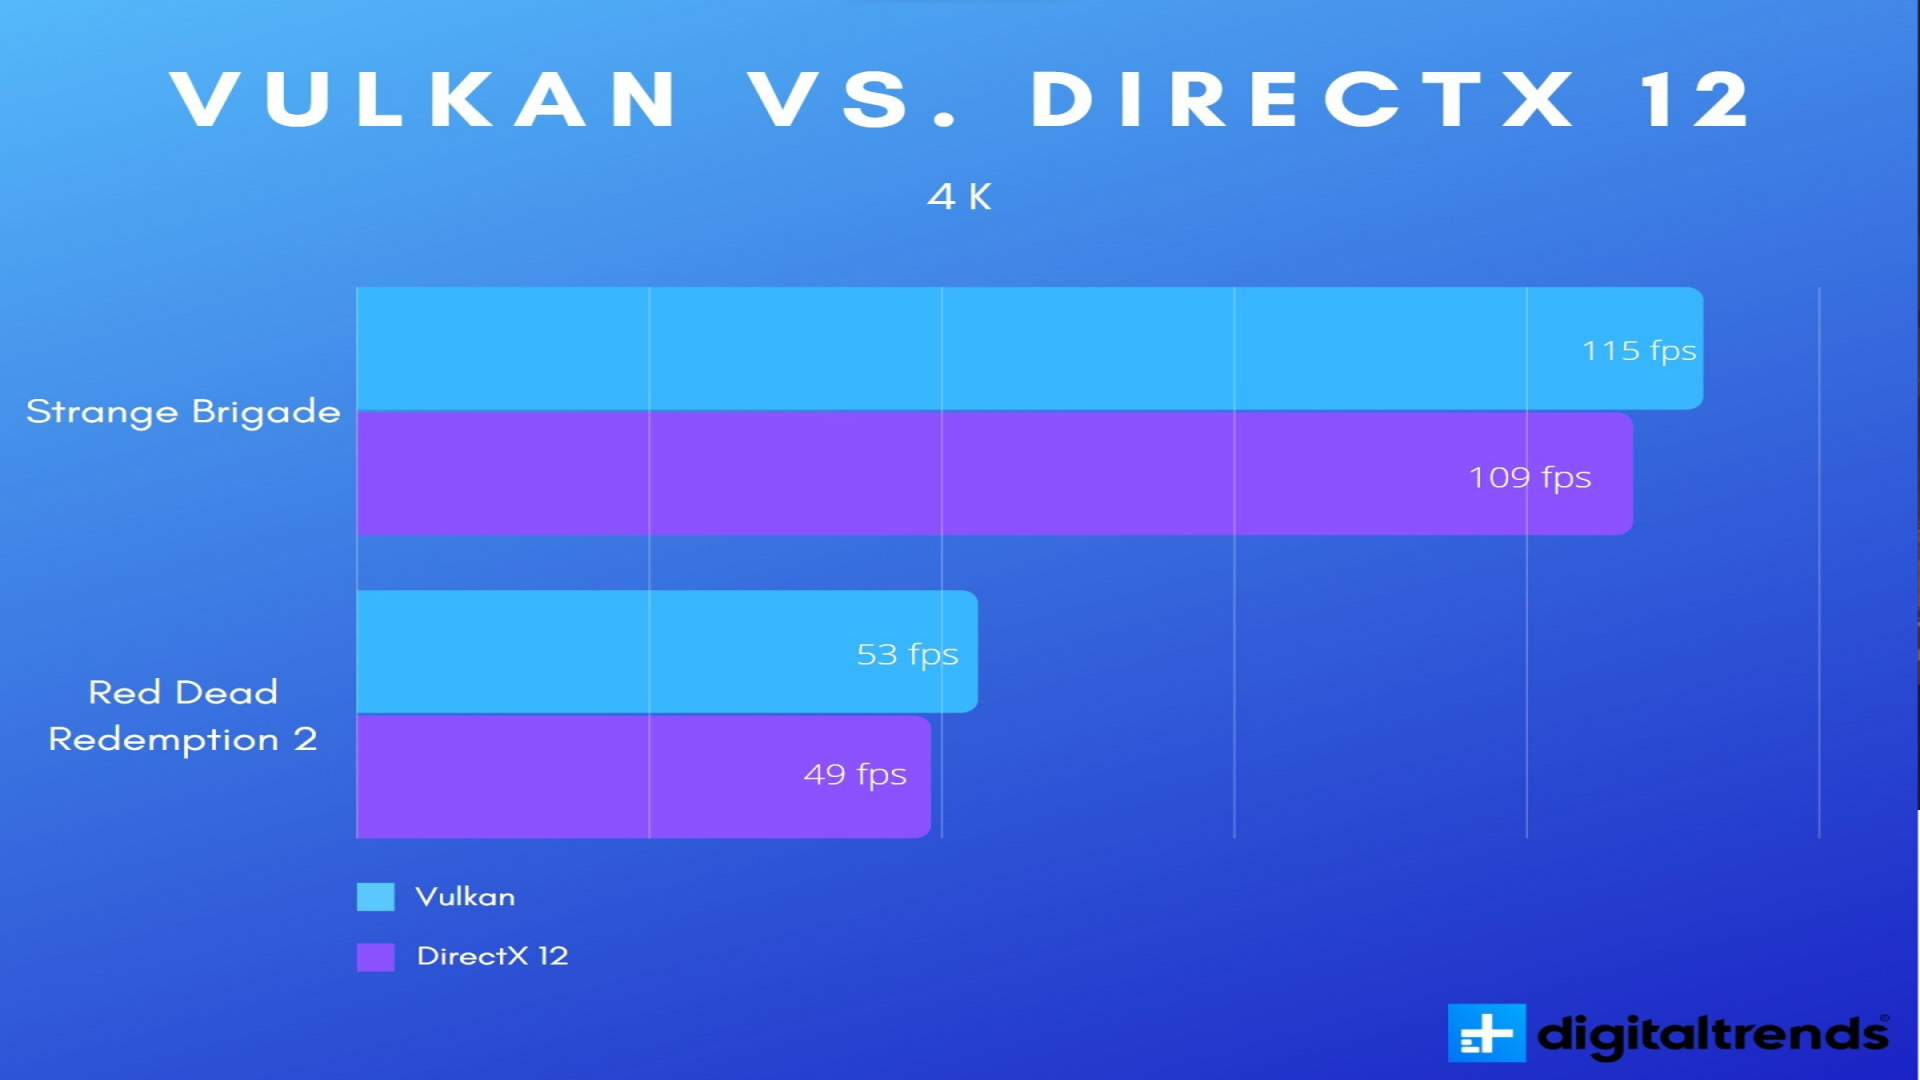 VULKAN VS. DIRECTX 12
4K
Strange Brigade
115 fps
109 fps
Red Dead
Redemption 2
53 fps
49 fps
Vulkan
DirectX 12
digitaltrends®